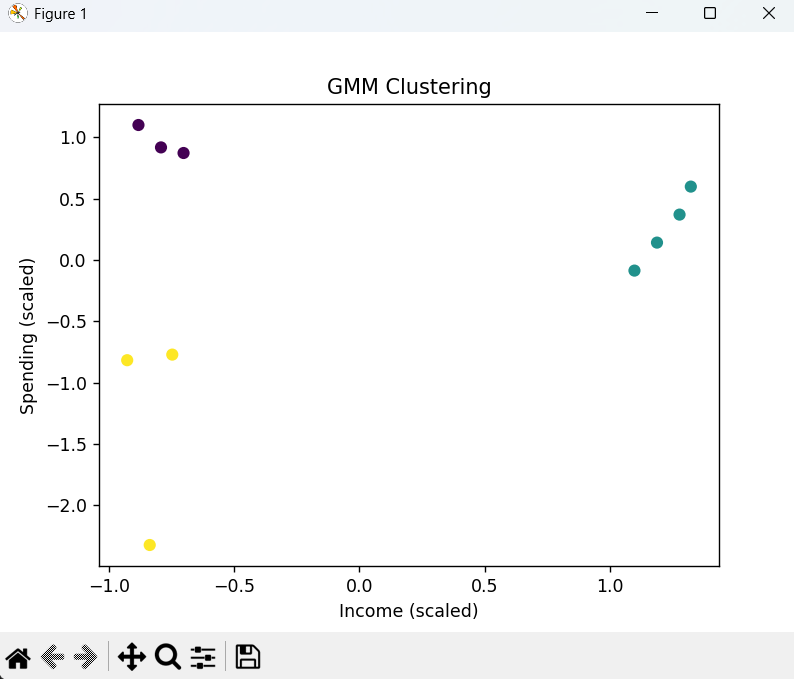 Figure 1
GMM Clustering
1.0
0.5
0.0
−0.5
−1.0
−1.5
−2.0
Spending (scaled)
−1.0 −0.5 0.0 0.5 1.0
Income (scaled)